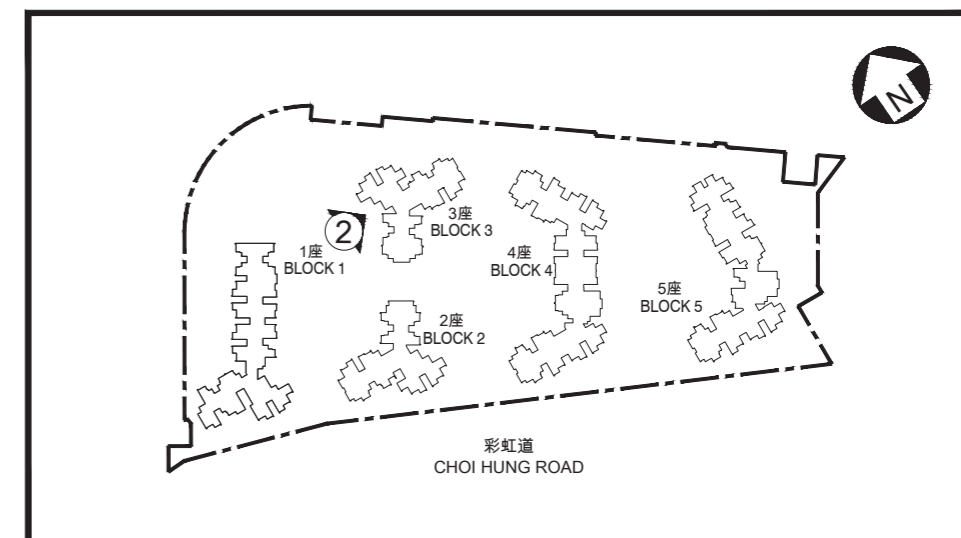 N
3座
BLOCK 3
2
1座
BLOCK 1
4座
BLOCK 4
5座
BLOCK 5
2座
BLOCK 2
彩虹道
CHOI HUNG ROAD